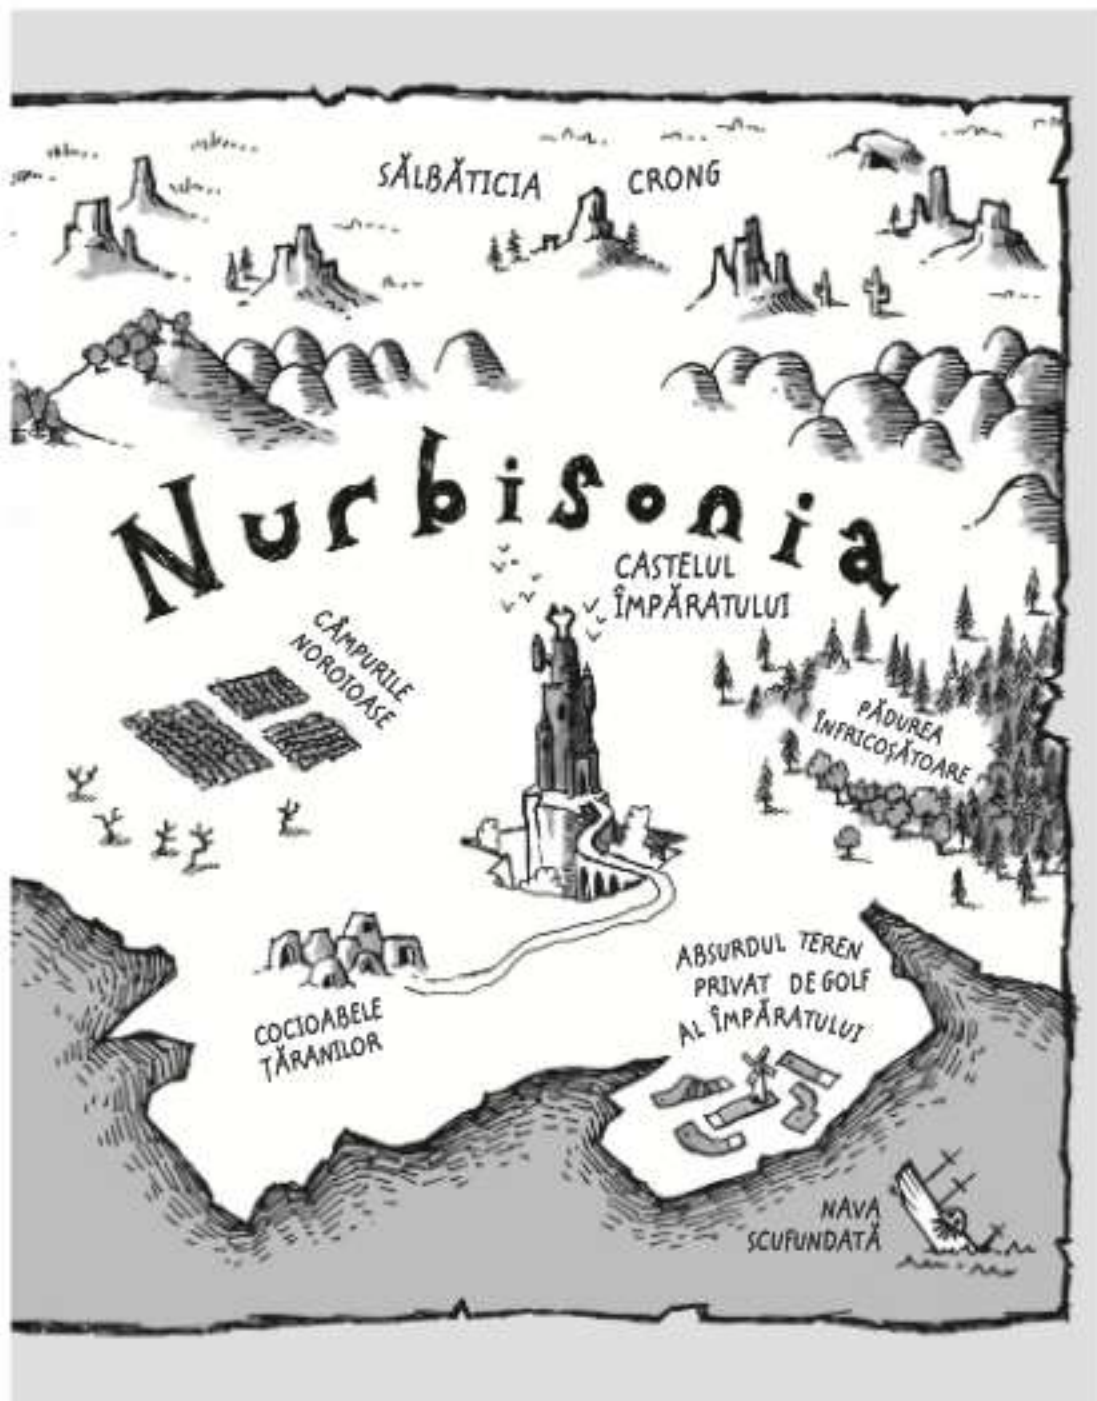 SĂLBĂTICIA CRONG
Nurbisonia
CASTELUL
ÎMPĂRATULUI
CÂMPURILE
NOROIOASE
PĂDUREA
ÎNFRICOȘĂTOARE
ABSURDUL TEREN
PRIVAT DE GOLF
AL ÎMPĂRATULUI
COCIOABELE
ȚĂRANILOR
NAVA
SCUFUNDATĂ